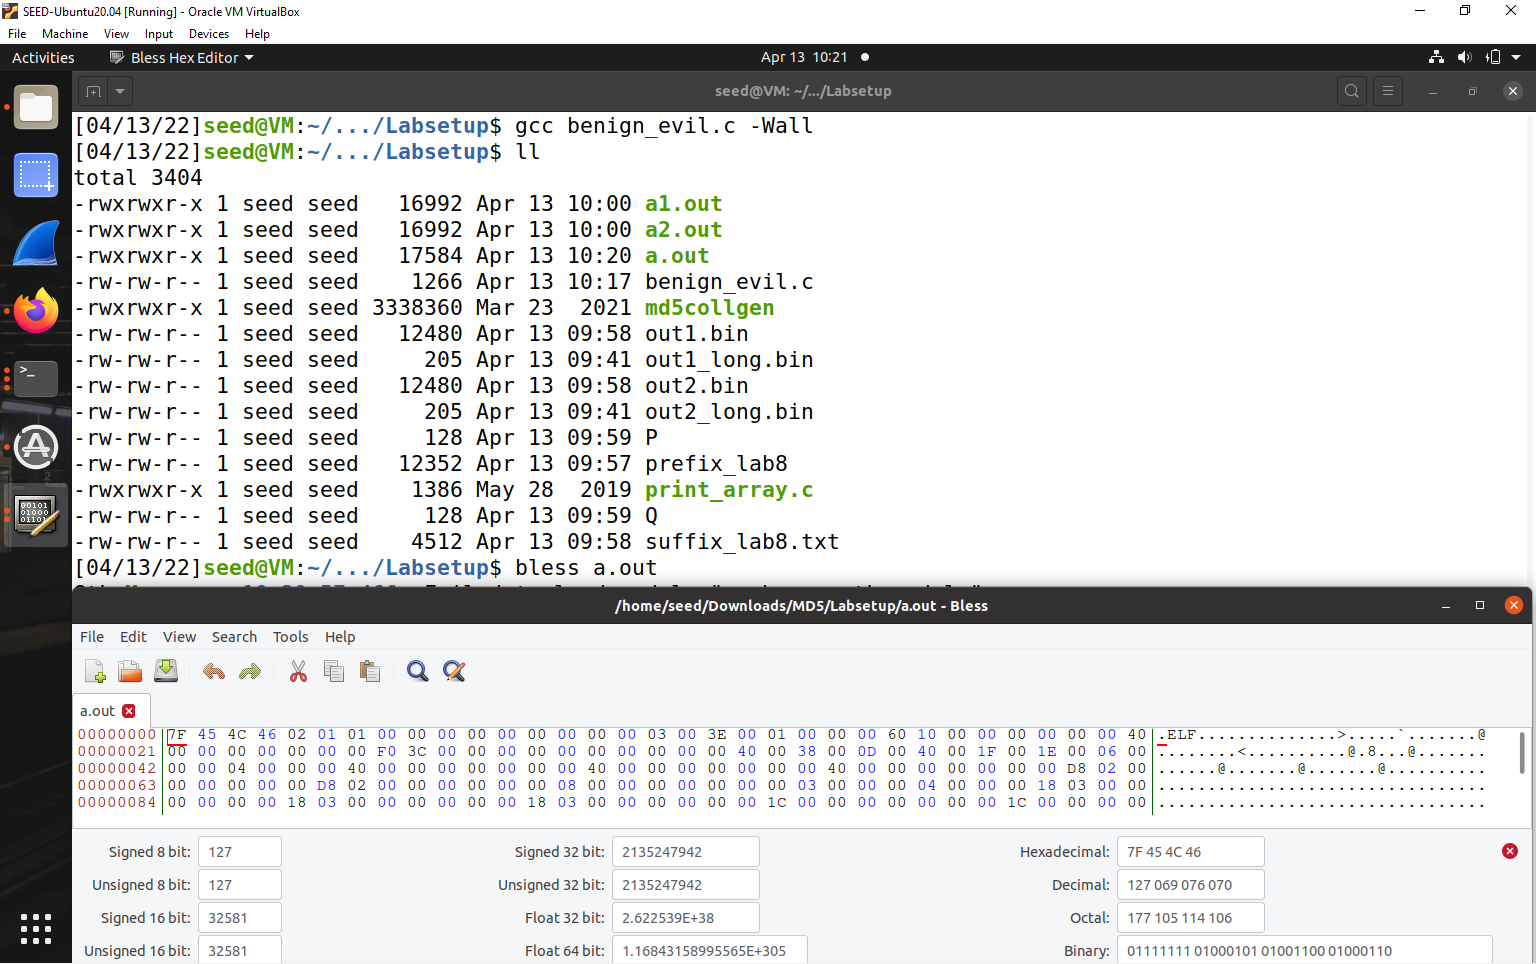 SEED-Ubuntu20.04 [Running] - Oracle VM VirtualBox
File Machine View Input Devices Help
Activities Bless Hex Editor Apr 13 10:21
seed@VM: ~/.../Labsetup
[04/13/22]seed@VM:~/.../Labsetup$ gcc benign_evil.c -Wall
[04/13/22]seed@VM:~/.../Labsetup$ ll
total 3404
-rwxrwxr-x 1 seed seed 16992 Apr 13 10:00 a1.out
-rwxrwxr-x 1 seed seed 16992 Apr 13 10:00 a2.out
-rwxrwxr-x 1 seed seed 17584 Apr 13 10:20 a.out
-rw-rw-r-- 1 seed seed 1266 Apr 13 10:17 benign_evil.c
-rwxrwxr-x 1 seed seed 3338360 Mar 23 2021 md5collgen
-rw-rw-r-- 1 seed seed 12480 Apr 13 09:58 out1.bin
-rw-rw-r-- 1 seed seed 205 Apr 13 09:41 out1_long.bin
-rw-rw-r-- 1 seed seed 12480 Apr 13 09:58 out2.bin
-rw-rw-r-- 1 seed seed 205 Apr 13 09:41 out2_long.bin
-rw-rw-r-- 1 seed seed 128 Apr 13 09:59 P
-rw-rw-r-- 1 seed seed 12352 Apr 13 09:57 prefix_lab8
-rwxrwxr-x 1 seed seed 1386 May 28 2019 print_array.c
-rw-rw-r-- 1 seed seed 128 Apr 13 09:59 Q
-rw-rw-r-- 1 seed seed 4512 Apr 13 09:58 suffix_lab8.txt
[04/13/22]seed@VM:~/.../Labsetup$ bless a.out
/home/seed/Downloads/MD5/Labsetup/a.out - Bless
File Edit View Search Tools Help
a.out
00000000 7F 45 4C 46 02 01 01 00 00 00 00 00 00 00 00 00 03 00 3E 00 01 00 00 00 60 10 00 00 00 00 00 00 40 .ELF..............>.....`.......@
00000021 00 00 00 00 00 00 00 F0 3C 00 00 00 00 00 00 00 00 00 00 40 00 38 00 0D 00 40 00 1F 00 1E 00 06 00 ........<..........@.8...@.......
00000042 00 00 04 00 00 00 40 00 00 00 00 00 00 00 40 00 00 00 00 00 00 00 40 00 00 00 00 00 00 00 D8 02 00 ......@.......@.......@..........
00000063 00 00 00 00 00 D8 02 00 00 00 00 00 00 08 00 00 00 00 00 00 00 03 00 00 00 04 00 00 00 18 03 00 00 .................................
00000084 00 00 00 00 18 03 00 00 00 00 00 00 18 03 00 00 00 00 00 00 1C 00 00 00 00 00 00 00 1C 00 00 00 00 .................................
Signed 8 bit: 127 Signed 32 bit: 2135247942 Hexadecimal: 7F 45 4C 46
Unsigned 8 bit: 127 Unsigned 32 bit: 2135247942 Decimal: 127 069 076 070
Signed 16 bit: 32581 Float 32 bit: 2.622539E+38 Octal: 177 105 114 106
Unsigned 16 bit: 32581 Float 64 bit: 1.16843158995565E+305 Binary: 01111111 01000101 01001100 01000110